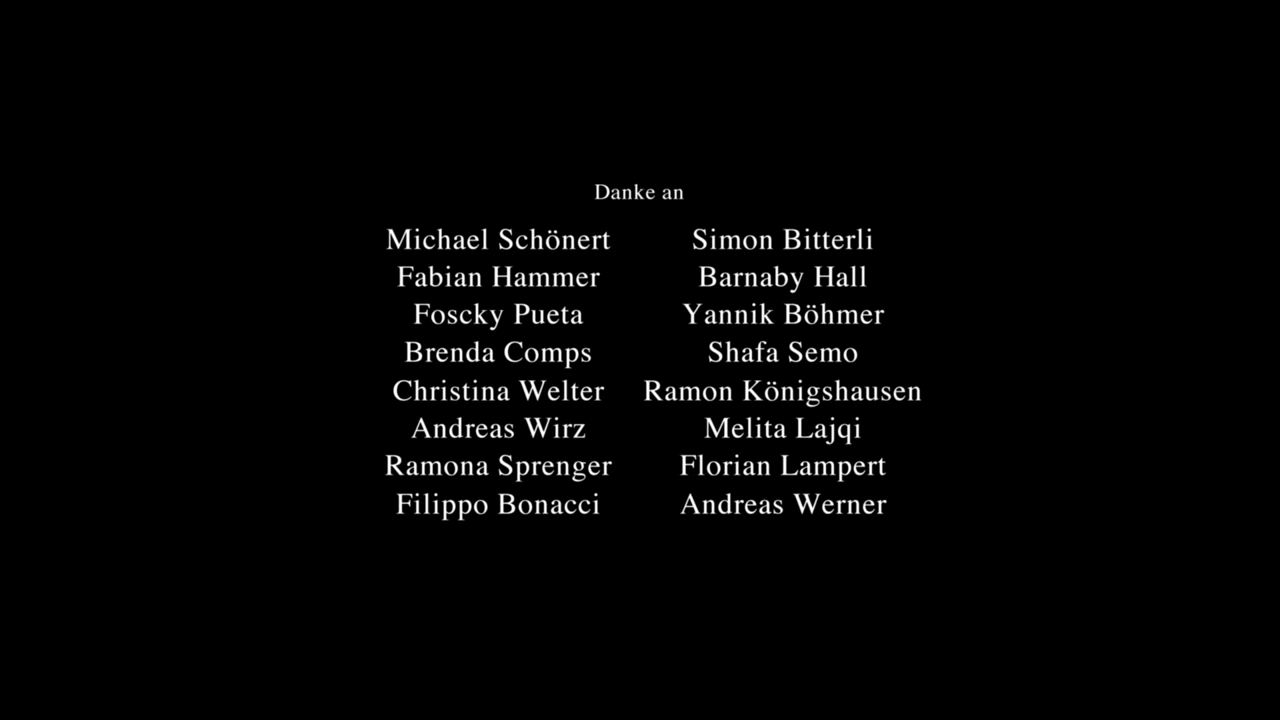 Danke an
Michael Schönert Simon Bitterli
Fabian Hammer Barnaby Hall
Foscky Pueta Yannik Böhmer
Brenda Comps Shafa Semo
Christina Welter Ramon Königshausen
Andreas Wirz Melita Lajqi
Ramona Sprenger Florian Lampert
Filippo Bonacci Andreas Werner